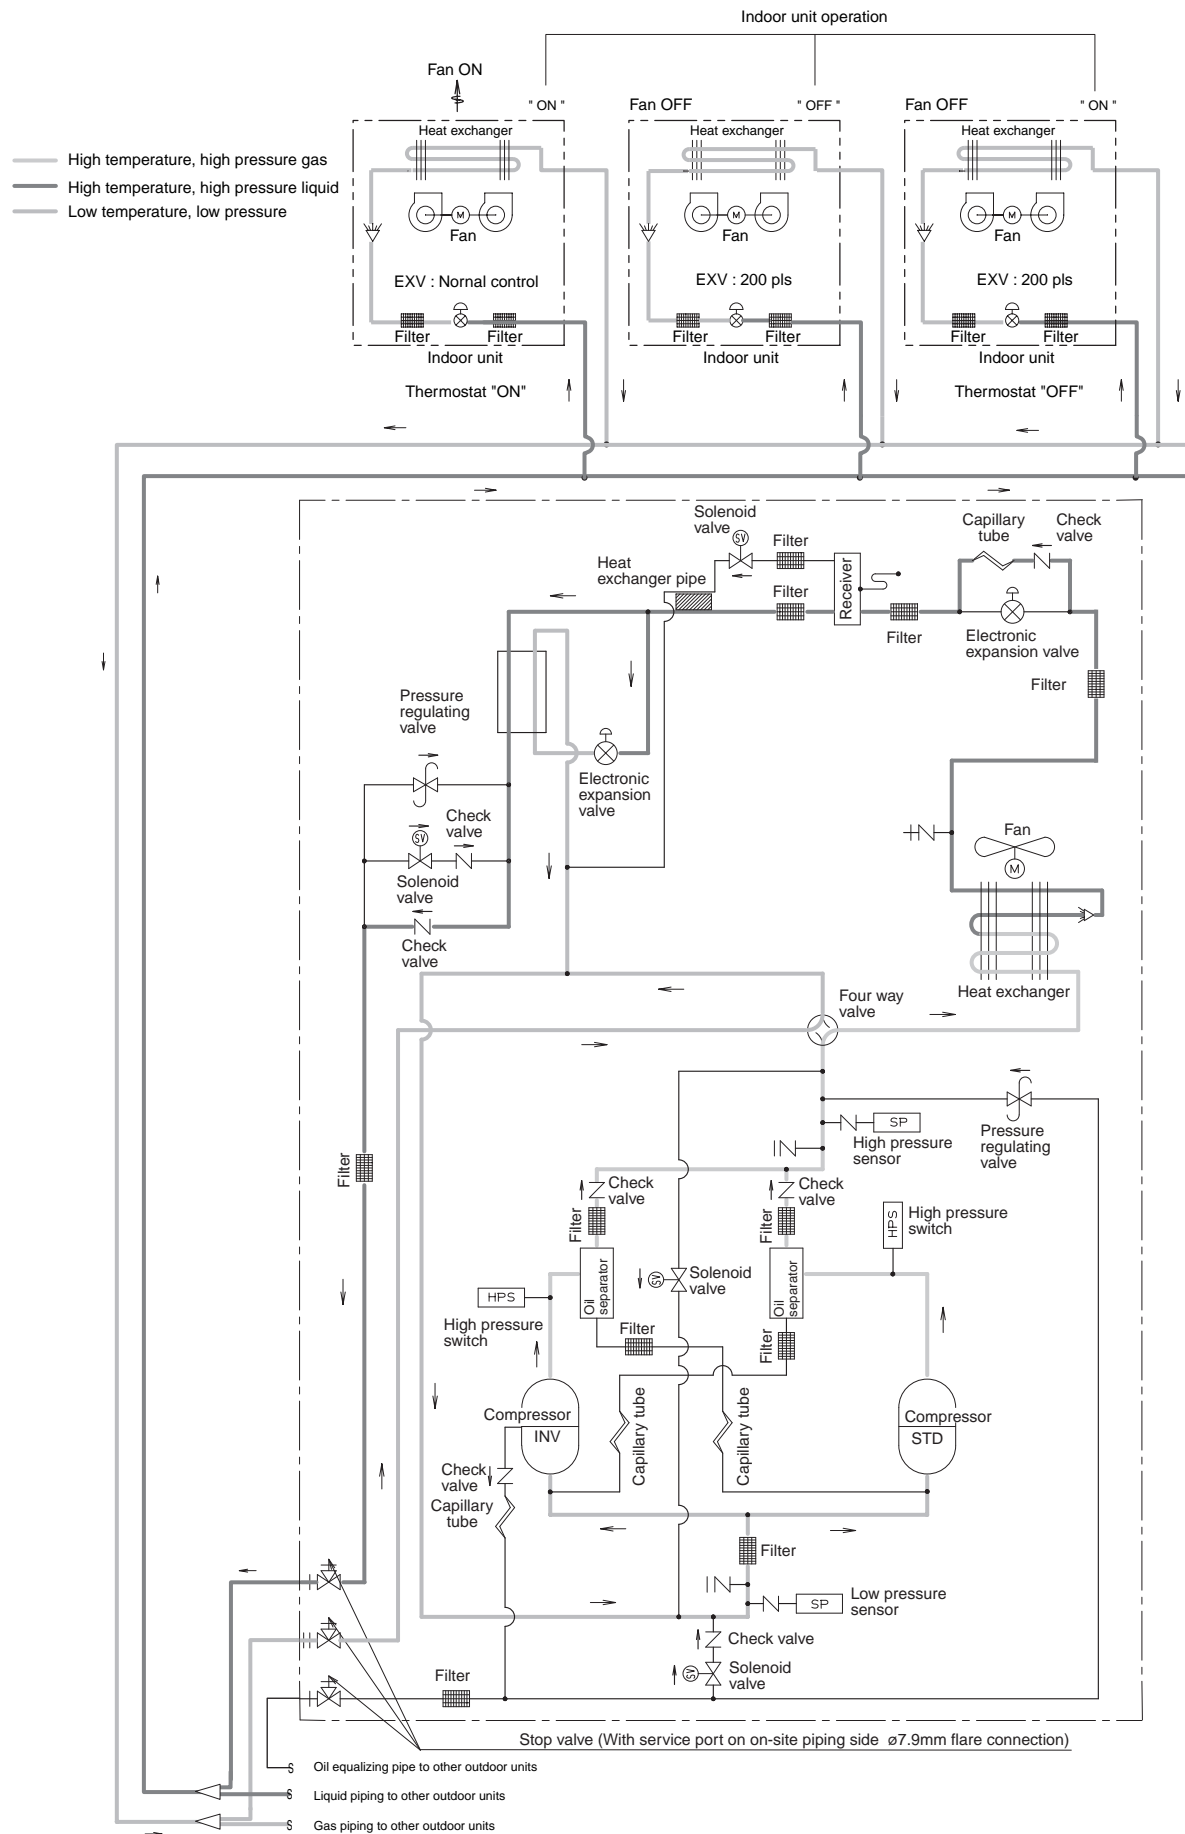 Indoor unit operation
Fan ON
" ON "
Fan OFF
" OFF "
Fan OFF
" ON "
High temperature, high pressure gas
High temperature, high pressure liquid
Low temperature, low pressure
Heat exchanger
M
Fan
EXV : Nornal control
Filter
Filter
Indoor unit
Thermostat "ON"
Heat exchanger
M
Fan
EXV : 200 pls
Filter
Filter
Indoor unit
Heat exchanger
M
Fan
EXV : 200 pls
Filter
Filter
Indoor unit
Thermostat "OFF"
Solenoid
valve
SV
Filter
Heat
exchanger pipe
Filter
Receiver
Filter
Capillary
tube
Check
valve
Electronic
expansion valve
Filter
Pressure
regulating
valve
Electronic
expansion
valve
Check
valve
SV
Solenoid
valve
Check
valve
Fan
M
Heat exchanger
Four way
valve
SP
High pressure
sensor
Pressure
regulating
valve
Filter
Check
valve
Filter
Check
valve
Filter
HPS
High pressure
switch
Oil
separator
SV
Solenoid
valve
Oil
separator
HPS
High pressure
switch
Filter
Filter
Compressor
INV
Capillary tube
Capillary tube
Compressor
STD
Check
valve
Capillary
tube
Filter
SP
Low pressure
sensor
Check valve
SV
Solenoid
valve
Filter
Stop valve (With service port on on-site piping side ø7.9mm flare connection)
S Oil equalizing pipe to other outdoor units
S Liquid piping to other outdoor units
S Gas piping to other outdoor units